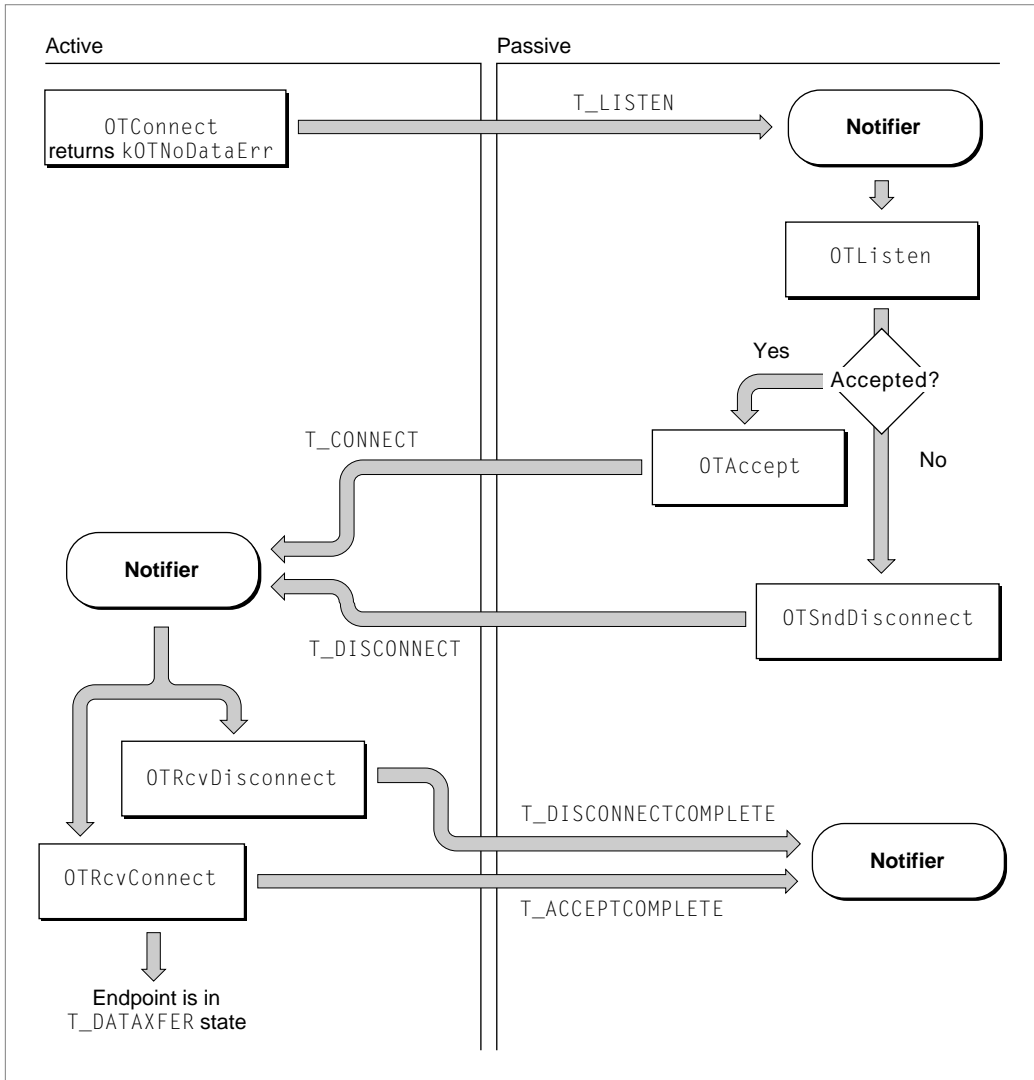 Active
Passive
T_LISTEN
OTConnect
returns kOTNoDataErr
Notifier
OTListen
Yes
Accepted?
T_CONNECT
OTAccept
No
Notifier
OTSndDisconnect
T_DISCONNECT
OTRcvDisconnect
T_DISCONNECTCOMPLETE
Notifier
OTRcvConnect
T_ACCEPTCOMPLETE
Endpoint is in
T_DATAXFER state